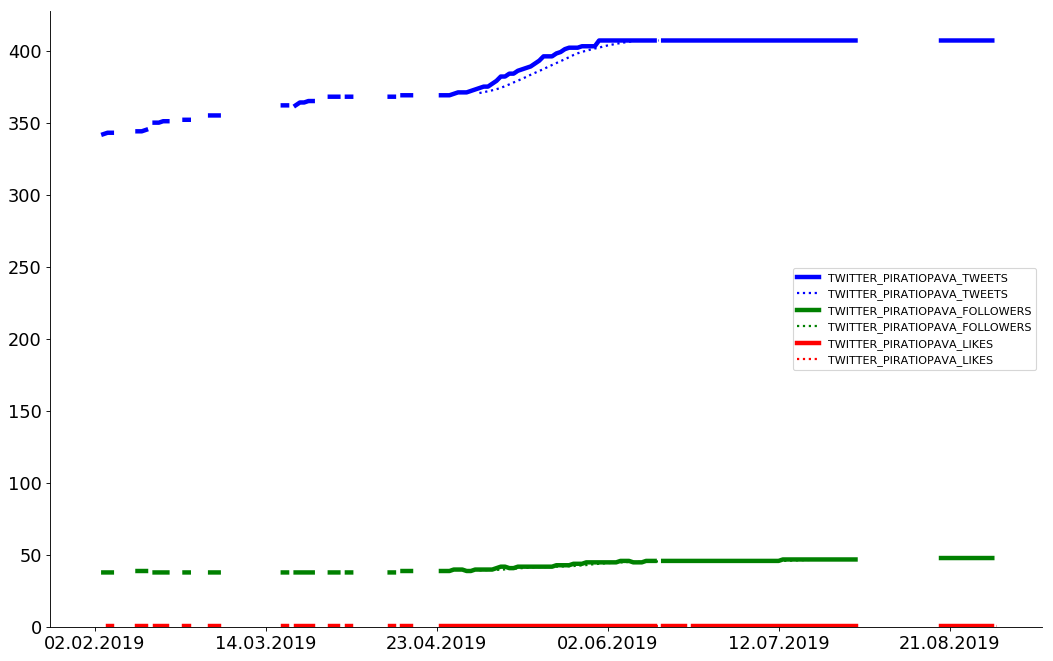 400
350
300
250
200
150
100
50
0
TWITTER_PIRATIOPAVA_TWEETS
TWITTER_PIRATIOPAVA_TWEETS
TWITTER_PIRATIOPAVA_FOLLOWERS
TWITTER_PIRATIOPAVA_FOLLOWERS
TWITTER_PIRATIOPAVA_LIKES
TWITTER_PIRATIOPAVA_LIKES
02.02.2019 14.03.2019 23.04.2019 02.06.2019 12.07.2019 21.08.2019